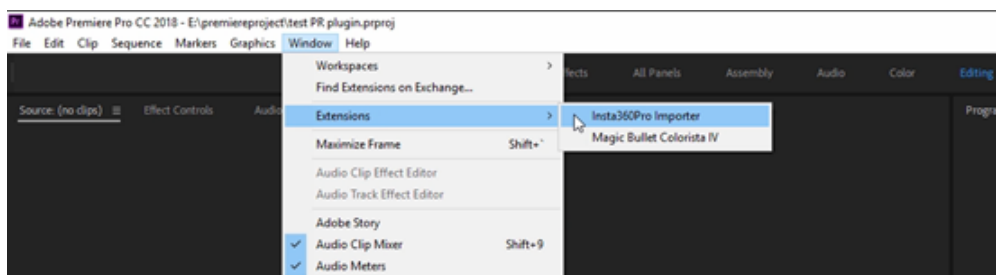 Pr Adobe Premiere Pro CC 2018 - E:\premiereproject\test PR plugin.prproj
File Edit Clip Sequence Markers Graphics Window Help
Workspaces >
ffects All Panels Assembly Audio Color Editing
Find Extensions on Exchange...
Source: (no clips) ≡ Effect Controls Audio
Extensions >
Insta360Pro Importer
Progra
Magic Bullet Colorista IV
Maximize Frame Shift+`
Audio Clip Effect Editor
Audio Track Effect Editor
Adobe Story
Audio Clip Mixer Shift+9
Audio Meters